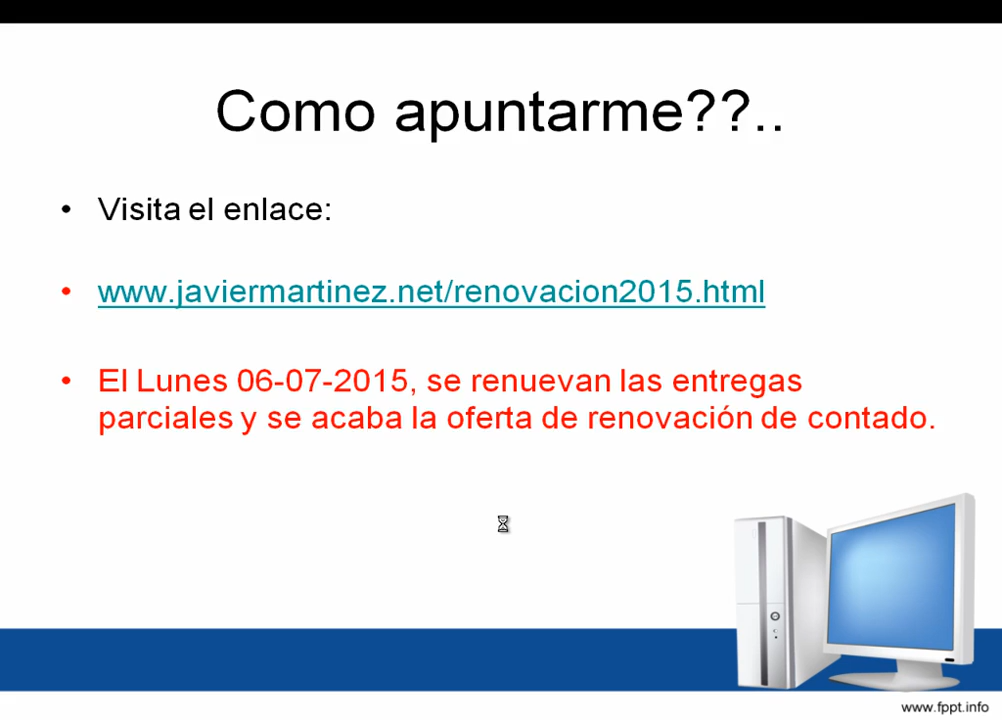 Como apuntarme??..
• Visita el enlace:
• www.javiermartinez.net/renovacion2015.html
• El Lunes 06-07-2015, se renuevan las entregas
parciales y se acaba la oferta de renovación de contado.
www.fppt.info